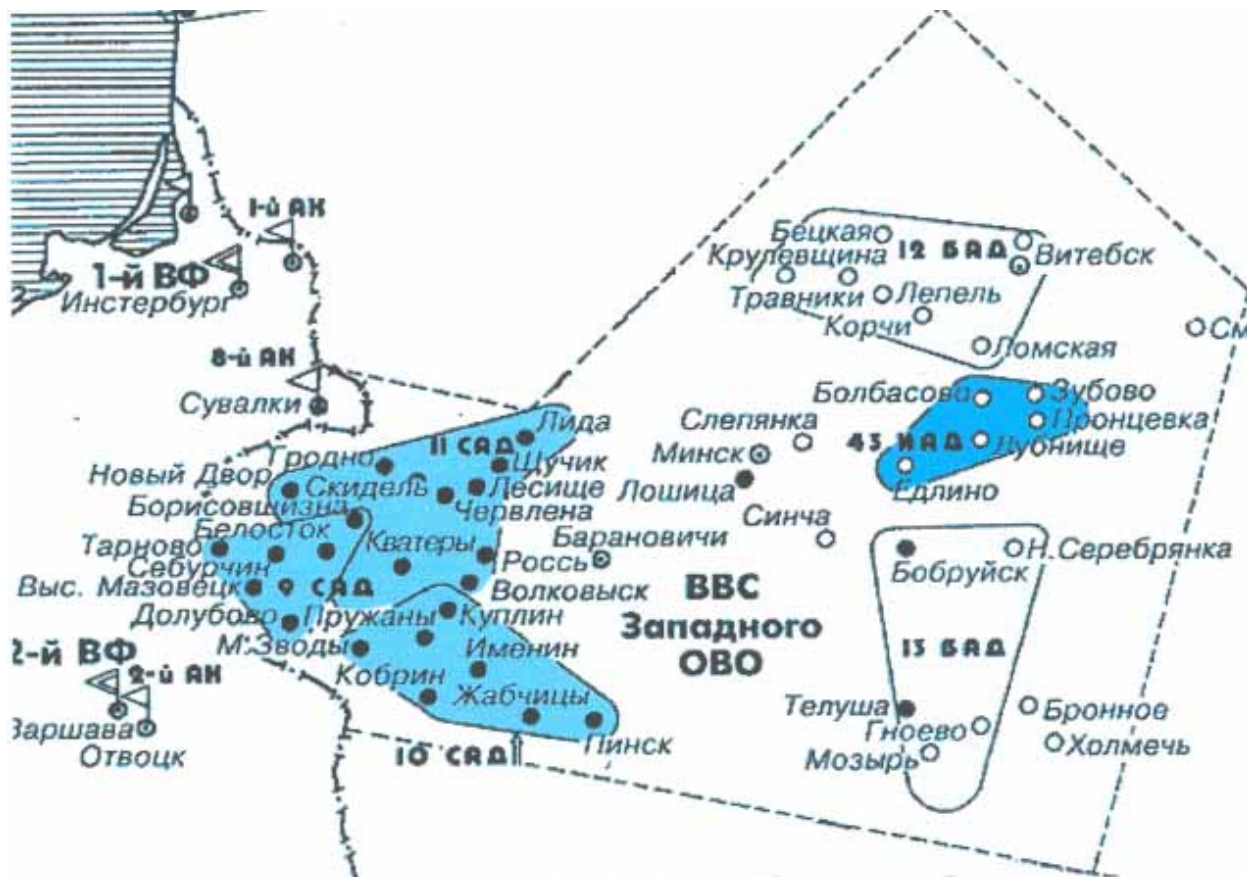 1-й АК
1-й ВФ
Инстербург
8-й АК
Сувалки
Бецкая
12 БАД
Витебск
Крулевщина
Травники
Лепель
Корчи
Ломская
См
Болбасово
Зубово
Пронцевка
43 ИАД
Дубнище
Едлино
Слепянка
Минск
Лошица
Синча
Лида
11 САД
Гродно
Щучик
Новый Двор
Скидель
Лесище
Борисовщизна
Червлена
Белосток
Тарново
Себурчин
Кватеры
Барановичи
Россь
Выс. Мазовецк
9 САД
Волковыск
Долубово
Пружаны
Куплин
М.Зводы
Именин
Кобрин
Жабчицы
10 САД
Пинск
2-й ВФ
2-й АК
Варшава
Отвоцк
ВВС
Западного
ОВО
Бобруйск
Н.Серебрянка
13 БАД
Телуша
Гноево
Мозырь
Бронное
Холмечь